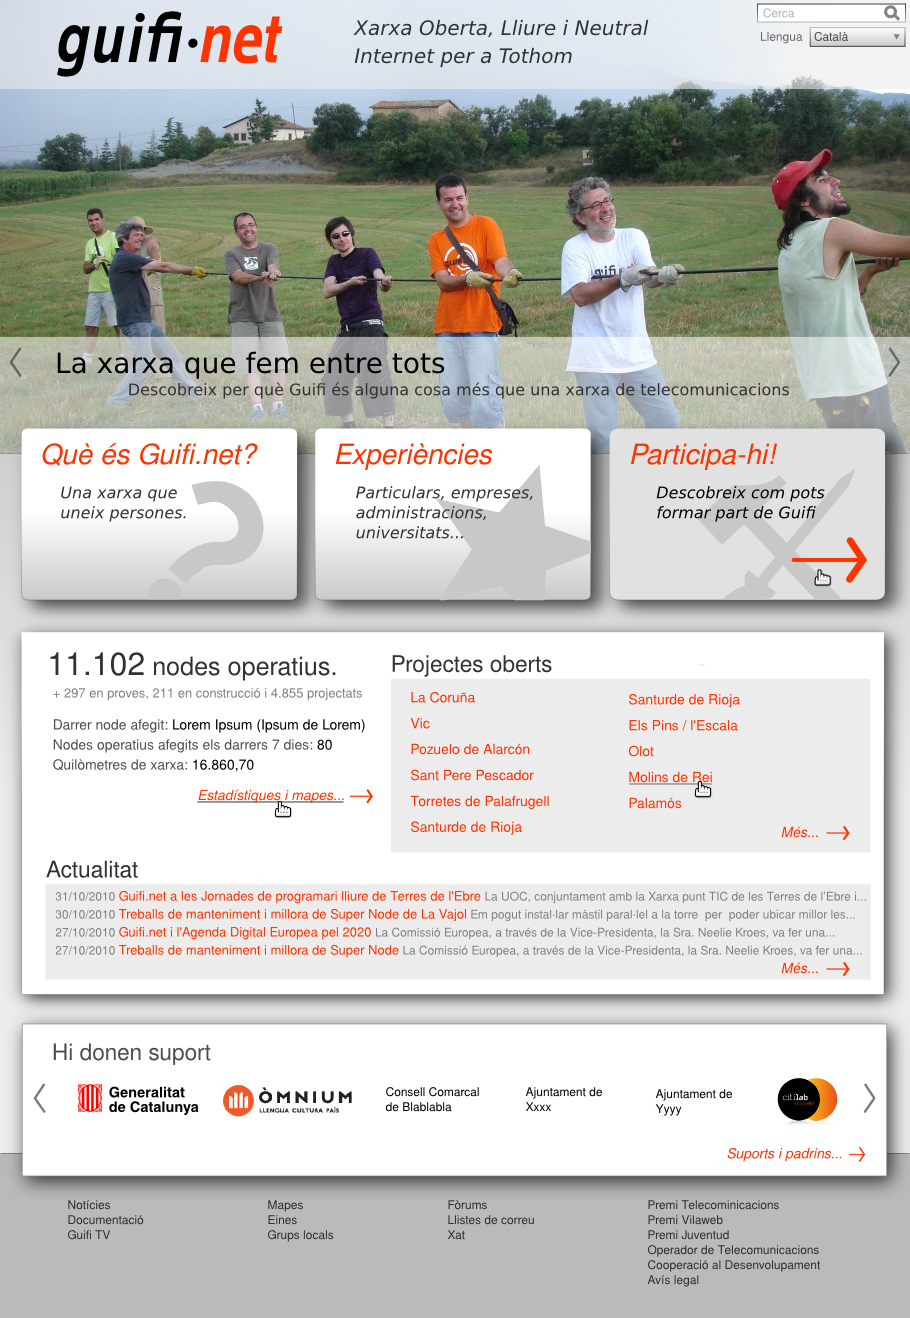 guifi·net
Xarxa Oberta, Lliure i Neutral
Internet per a Tothom
Cerca
Llengua Català
guifi.net
La xarxa que fem entre tots
Descobreix per què Guifi és alguna cosa més que una xarxa de telecomunicacions
Què és Guifi.net?
Una xarxa que
uneix persones.
Experiències
Particulars, empreses,
administracions,
universitats...
Participa-hi!
Descobreix com pots
formar part de Guifi
11.102 nodes operatius.
+ 297 en proves, 211 en construcció i 4.855 projectats
Darrer node afegit: Lorem Ipsum (Ipsum de Lorem)
Nodes operatius afegits els darrers 7 dies: 80
Quilòmetres de xarxa: 16.860,70
Estadístiques i mapes...
Projectes oberts
La Coruña
Vic
Pozuelo de Alarcón
Sant Pere Pescador
Torretes de Palafrugell
Santurde de Rioja
Santurde de Rioja
Els Pins / l'Escala
Olot
Molins de Rei
Palamós
Més...
Actualitat
31/10/2010 Guifi.net a les Jornades de programari lliure de Terres de l'Ebre La UOC, conjuntament amb la Xarxa punt TIC de les Terres de l'Ebre i...
30/10/2010 Treballs de manteniment i millora de Super Node de La Vajol Em pogut instal·lar màstil paral·lel a la torre per poder ubicar millor les...
27/10/2010 Guifi.net i l'Agenda Digital Europea pel 2020 La Comissió Europea, a través de la Vice-Presidenta, la Sra. Neelie Kroes, va fer una...
27/10/2010 Treballs de manteniment i millora de Super Node La Comissió Europea, a través de la Vice-Presidenta, la Sra. Neelie Kroes, va fer una...
Més...
Hi donen suport
Generalitat
de Catalunya
ÒMNIUM
LLENGUA CULTURA PAÍS
Consell Comarcal
de Blablabla
Ajuntament de
Xxxx
Ajuntament de
Yyyy
citilab
Suports i padrins...
Notícies
Documentació
Guifi TV
Mapes
Eines
Grups locals
Fòrums
Llistes de correu
Xat
Premi Telecominicacions
Premi Vilaweb
Premi Juventud
Operador de Telecomunicacions
Cooperació al Desenvolupament
Avís legal